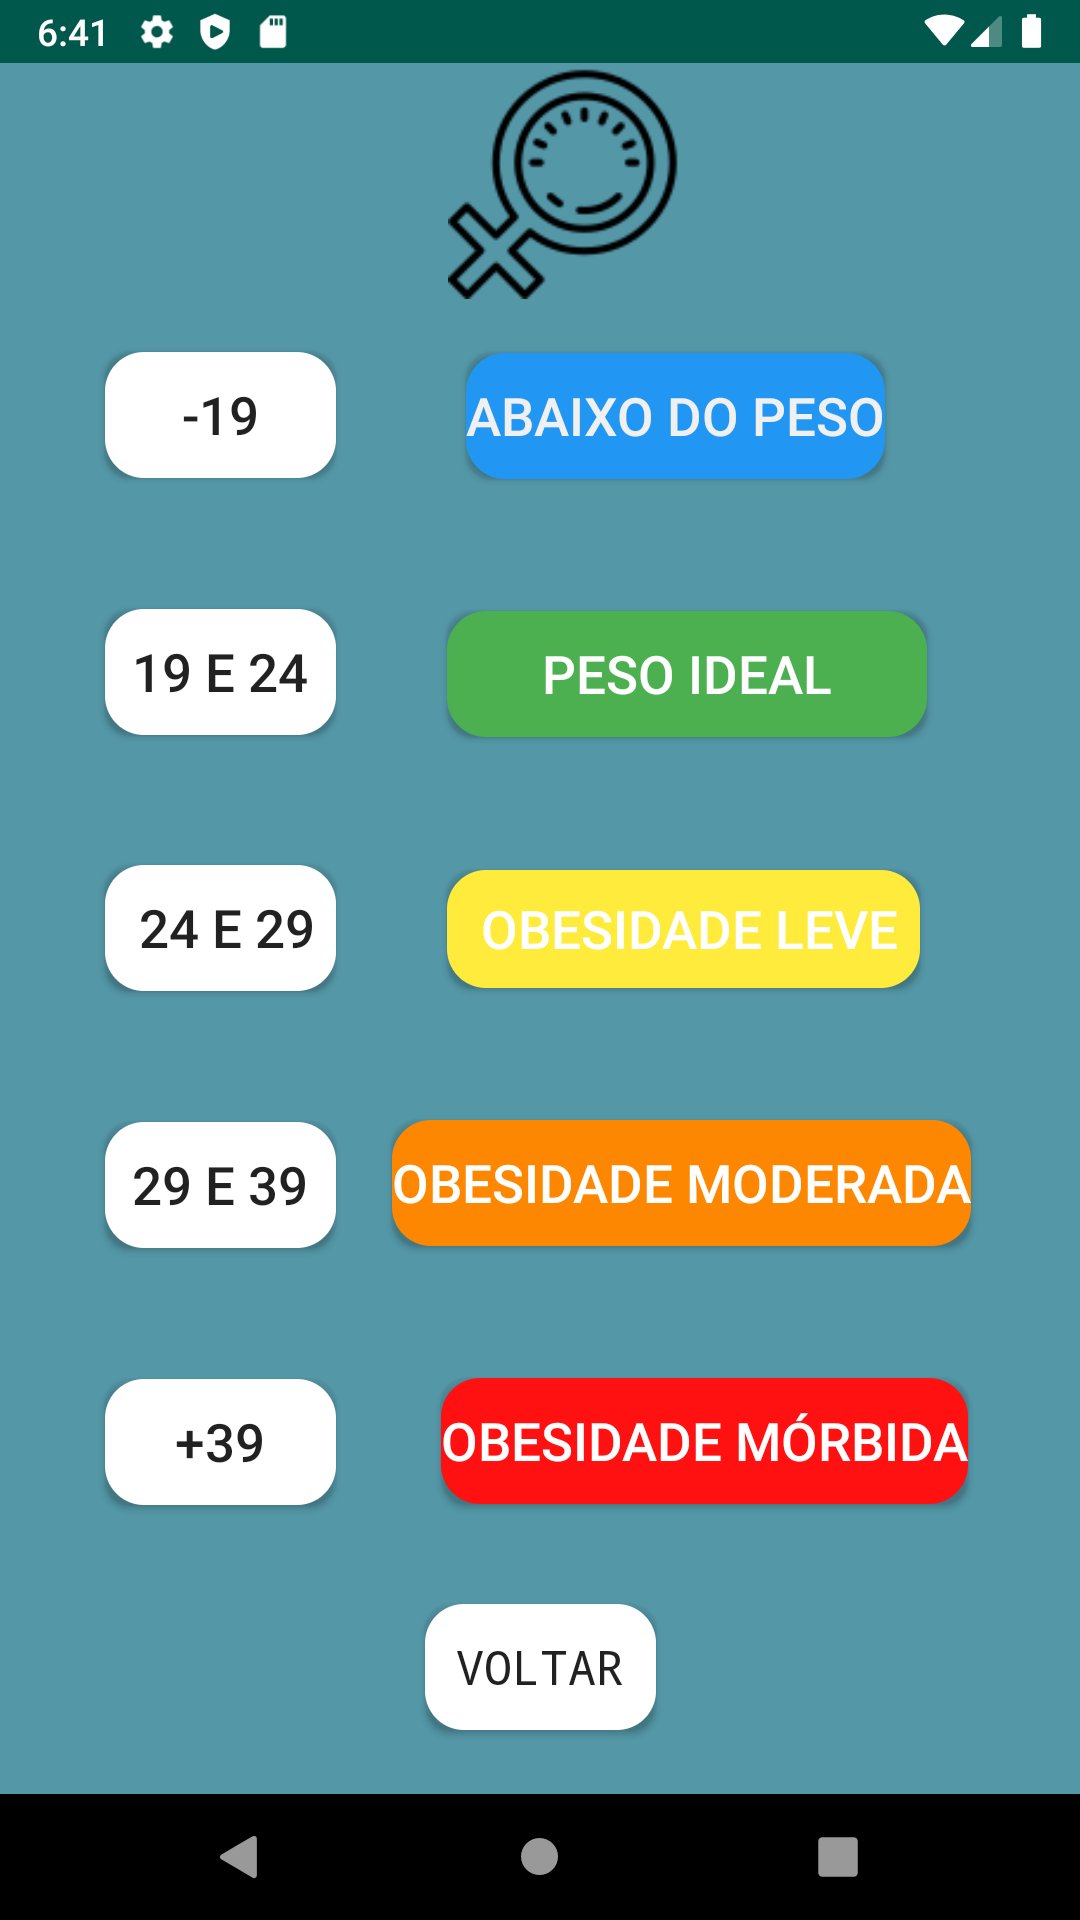 6:41
-19 ABAIXO DO PESO
19 E 24 PESO IDEAL
24 E 29 OBESIDADE LEVE
29 E 39 OBESIDADE MODERADA
+39 OBESIDADE MÓRBIDA
VOLTAR